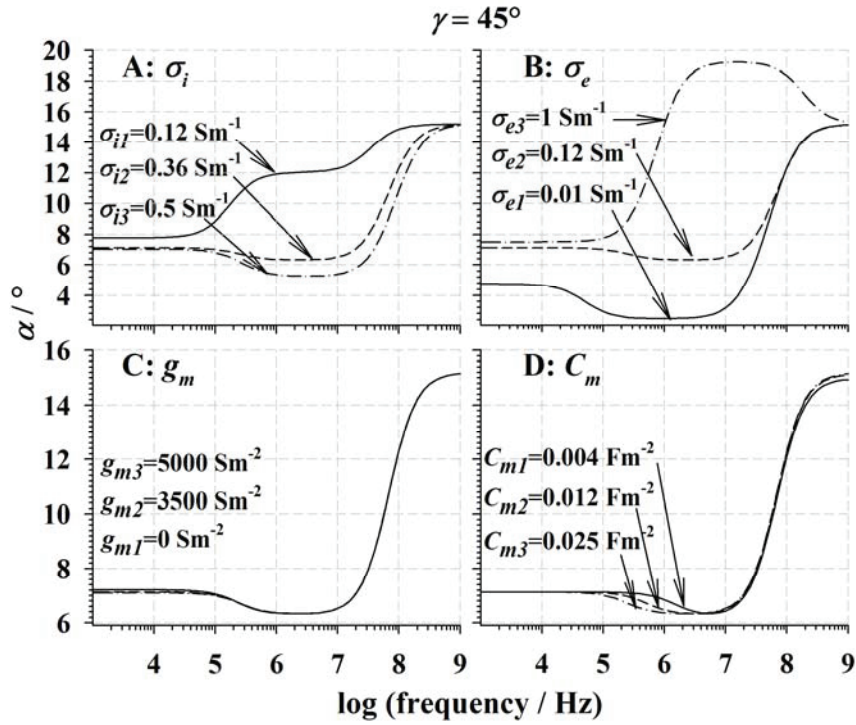 γ = 45°
A: σᵢ
σᵢ₁=0.12 Sm⁻¹
σᵢ₂=0.36 Sm⁻¹
σᵢ₃=0.5 Sm⁻¹
B: σₑ
σₑ₃=1 Sm⁻¹
σₑ₂=0.12 Sm⁻¹
σₑ₁=0.01 Sm⁻¹
20
18
16
14
12
10
8
6
4
α / °
C: gₘ
gₘ₃=5000 Sm⁻²
gₘ₂=3500 Sm⁻²
gₘ₁=0 Sm⁻²
D: Cₘ
Cₘ₁=0.004 Fm⁻²
Cₘ₂=0.012 Fm⁻²
Cₘ₃=0.025 Fm⁻²
16
14
12
10
8
6
4 5 6 7 8 9 4 5 6 7 8 9
log (frequency / Hz)